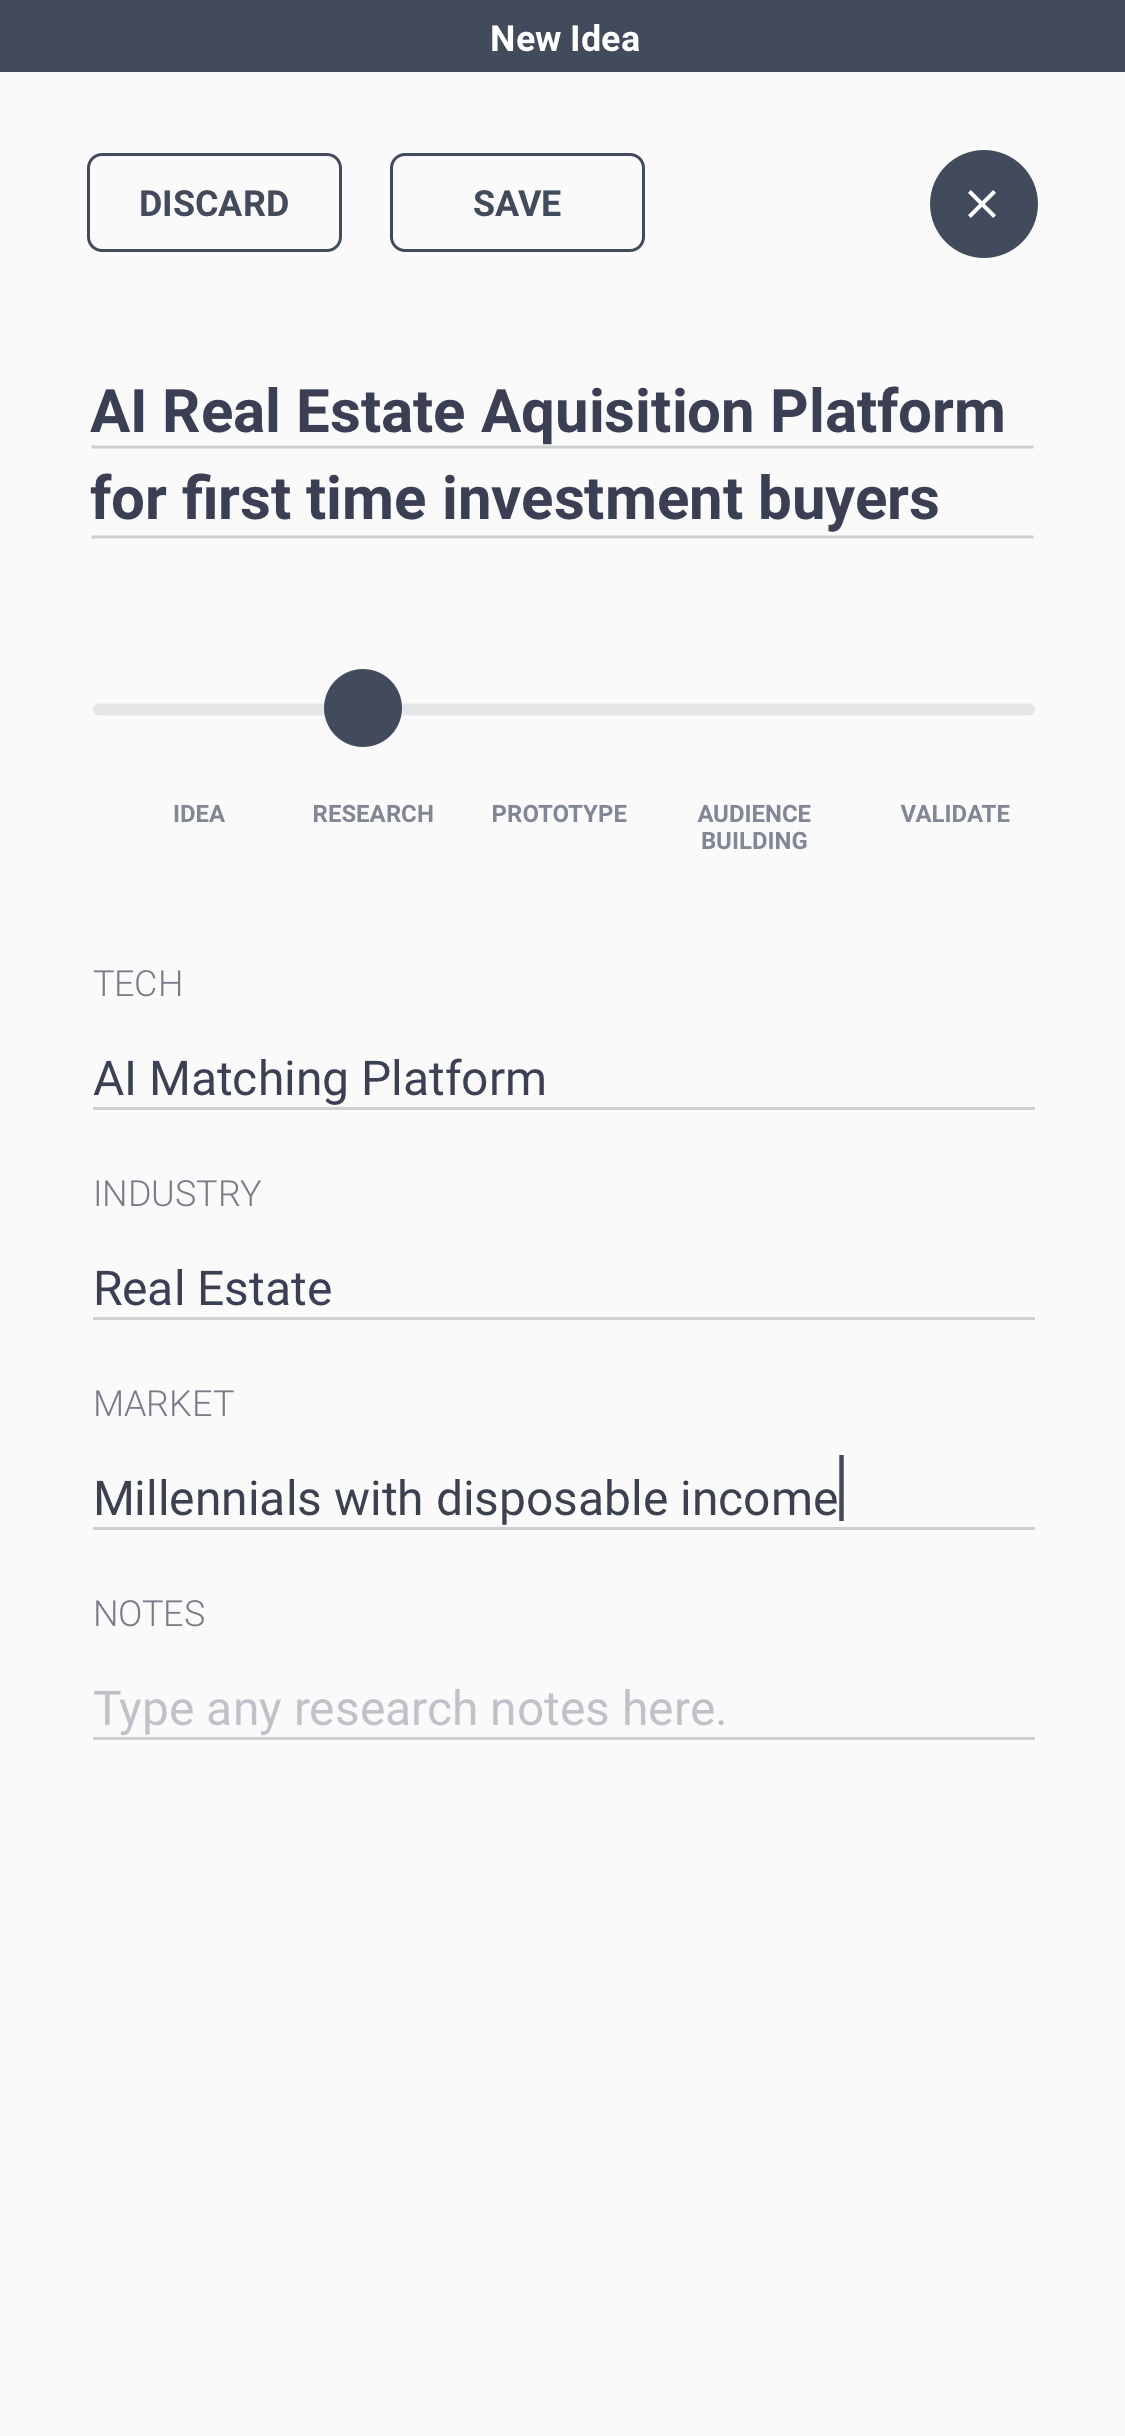 New Idea
DISCARD
SAVE
AI Real Estate Aquisition Platform
for first time investment buyers
IDEA
RESEARCH
PROTOTYPE
AUDIENCE
BUILDING
VALIDATE
TECH
AI Matching Platform
INDUSTRY
Real Estate
MARKET
Millennials with disposable income
NOTES
Type any research notes here.